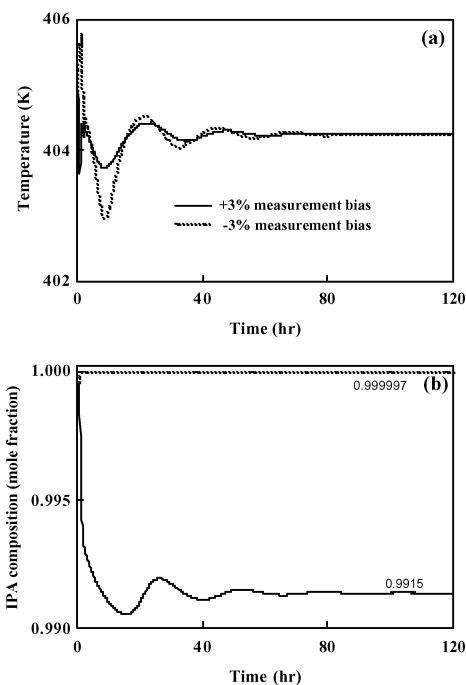 406
(a)
Temperature (K)
404
+3% measurement bias
-3% measurement bias
402
0 40 80 120
Time (hr)
1.000
(b)
0.999997
IPA composition (mole fraction)
0.995
0.9915
0.990
0 40 80 120
Time (hr)